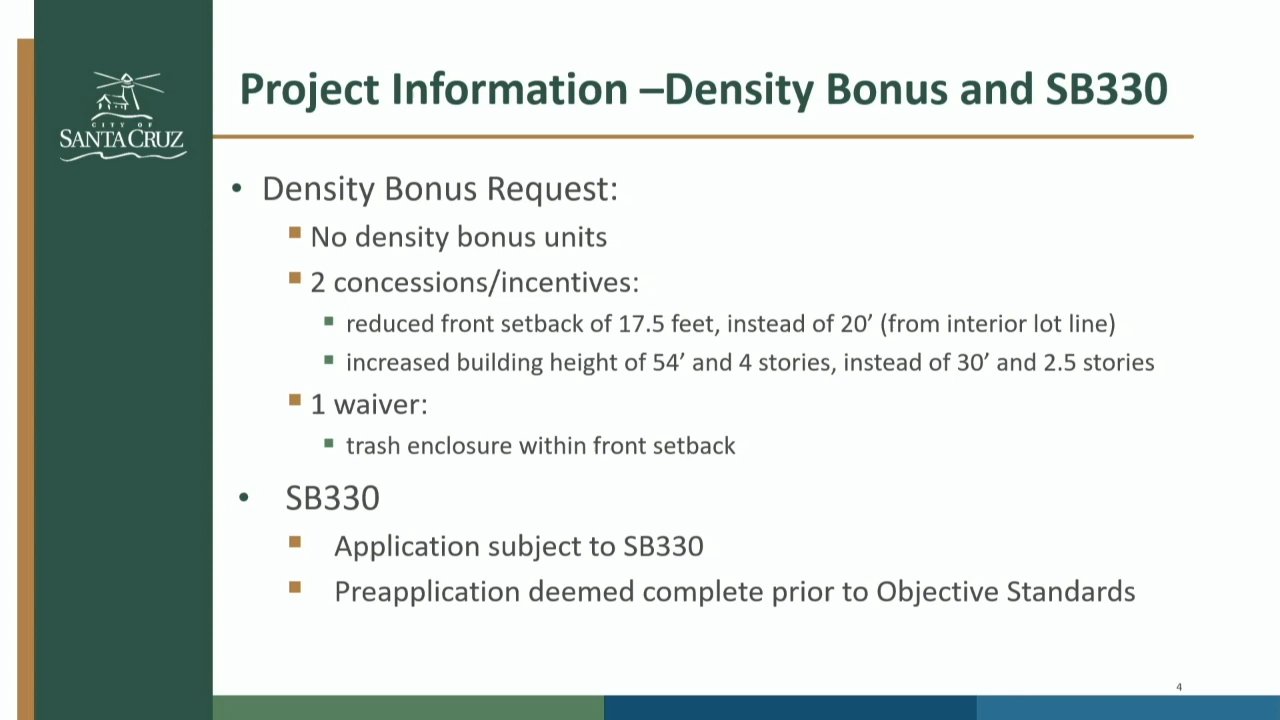 CITY OF
SANTA CRUZ
Project Information –Density Bonus and SB330
• Density Bonus Request:
▪ No density bonus units
▪ 2 concessions/incentives:
▪ reduced front setback of 17.5 feet, instead of 20’ (from interior lot line)
▪ increased building height of 54’ and 4 stories, instead of 30’ and 2.5 stories
▪ 1 waiver:
▪ trash enclosure within front setback
• SB330
▪ Application subject to SB330
▪ Preapplication deemed complete prior to Objective Standards
4